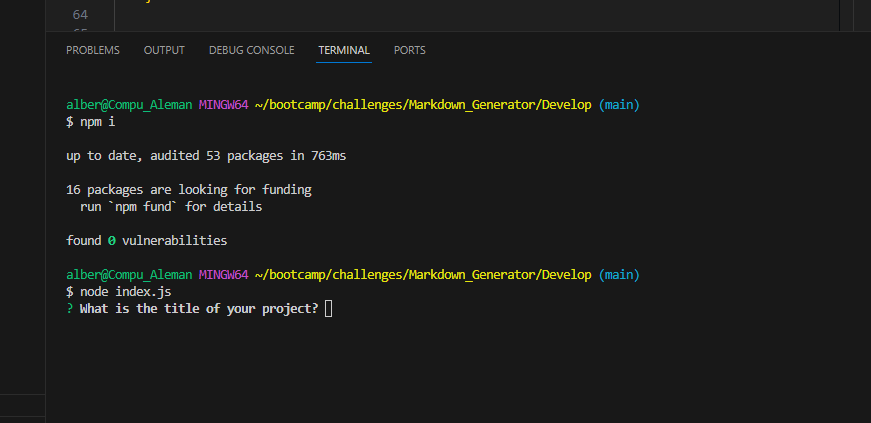 64
PROBLEMS OUTPUT DEBUG CONSOLE TERMINAL PORTS
alber@Compu_Aleman MINGW64 ~/bootcamp/challenges/Markdown_Generator/Develop (main)
$ npm i
up to date, audited 53 packages in 763ms
16 packages are looking for funding
  run `npm fund` for details
found 0 vulnerabilities
alber@Compu_Aleman MINGW64 ~/bootcamp/challenges/Markdown_Generator/Develop (main)
$ node index.js
? What is the title of your project?